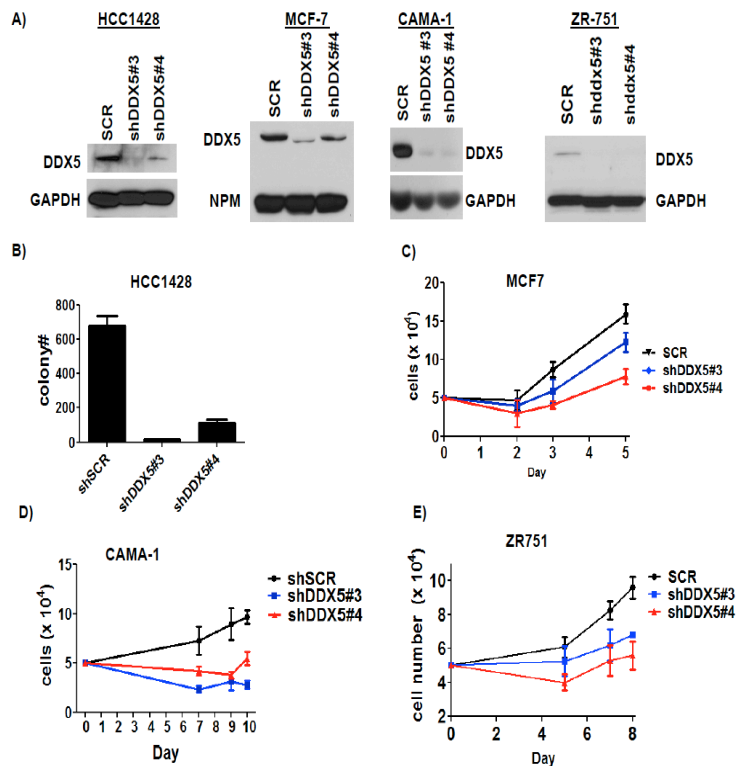 A)
HCC1428
SCR
shDDX5#3
shDDX5#4
DDX5
GAPDH
MCF-7
SCR
shDDX5#3
shDDX5#4
DDX5
NPM
CAMA-1
SCR
shDDX5 #3
shDDX5 #4
DDX5
GAPDH
ZR-751
SCR
shddx5#3
shddx5#4
DDX5
GAPDH
B)
HCC1428
colony#
800
600
400
200
0
shSCR
shDDX5#3
shDDX5#4
C)
MCF7
cells (x 10⁴)
20
15
10
5
0
0 1 2 3 4 5
Day
SCR
shDDX5#3
shDDX5#4
D)
CAMA-1
cells (x 10⁴)
15
10
5
0
0 1 2 3 4 5 6 7 8 9 10
Day
shSCR
shDDX5#3
shDDX5#4
E)
ZR751
cell number (x 10⁴)
10
8
6
4
2
0 2 4 6 8
Day
SCR
shDDX5#3
shDDX5#4